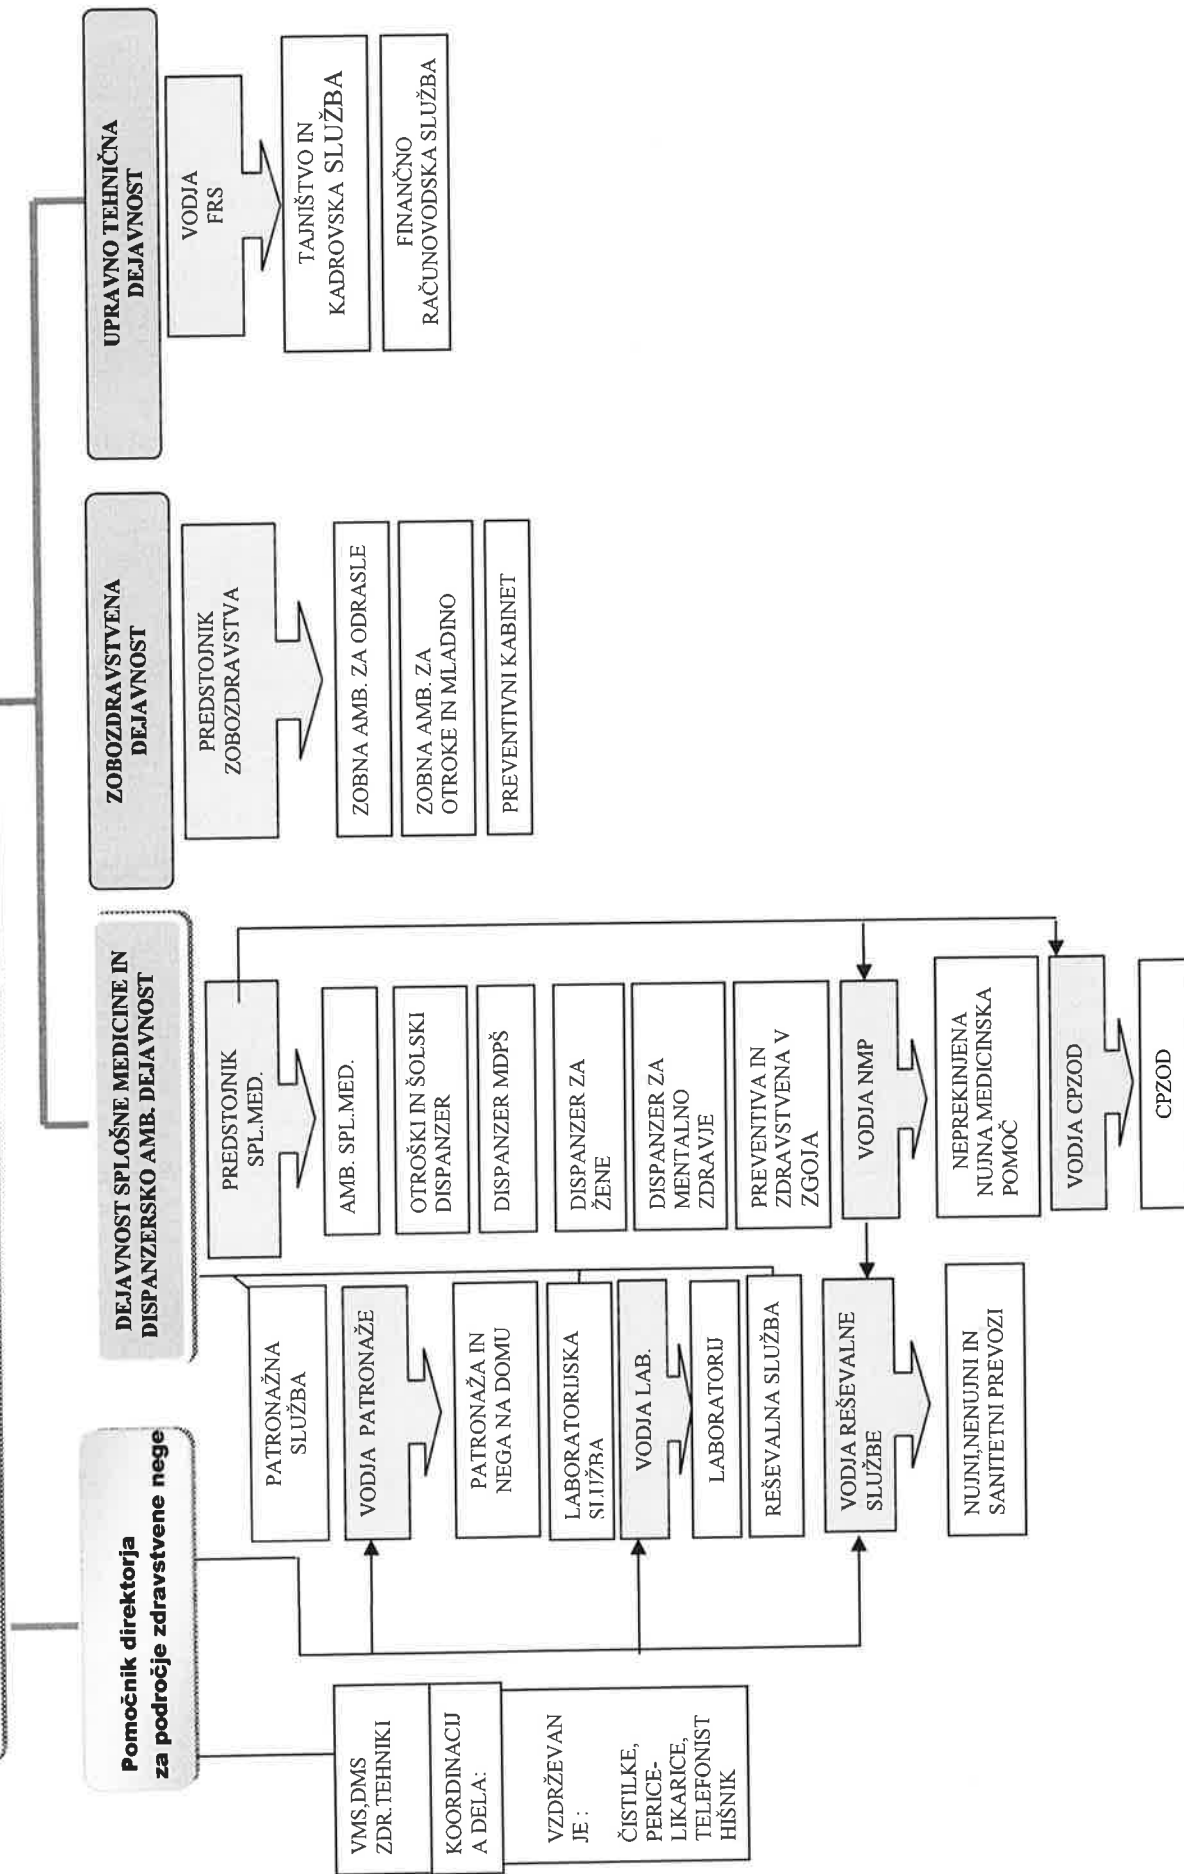 Pomočnik direktorja
za področje zdravstvene nege
VMS,DMS
ZDR.TEHNIKI
KOORDINACIJ
A DELA:
VZDRŽEVAN
JE :
ČISTILKE,
PERICE-
LIKARICE,
TELEFONIST
HIŠNIK
DEJAVNOST SPLOŠNE MEDICINE IN
DISPANZERSKO AMB. DEJAVNOST
PATRONAŽNA
SLUŽBA
VODJA PATRONAŽE
PATRONAŽA IN
NEGA NA DOMU
LABORATORIJSKA
SLUŽBA
VODJA LAB.
LABORATORIJ
REŠEVALNA SLUŽBA
VODJA REŠEVALNE
SLUŽBE
NUJNI,NENUJNI IN
SANITETNI PREVOZI
PREDSTOJNIK
SPL.MED.
AMB. SPL.MED.
OTROŠKI IN ŠOLSKI
DISPANZER
DISPANZER MDPŠ
DISPANZER ZA
ŽENE
DISPANZER ZA
MENTALNO
ZDRAVJE
PREVENTIVA IN
ZDRAVSTVENA V
ZGOJA
VODJA NMP
NEPREKINJENA
NUJNA MEDICINSKA
POMOČ
VODJA CPZOD
CPZOD
ZOBOZDRAVSTVENA
DEJAVNOST
PREDSTOJNIK
ZOBOZDRAVSTVA
ZOBNA AMB. ZA ODRASLE
ZOBNA AMB. ZA
OTROKE IN MLADINO
PREVENTIVNI KABINET
UPRAVNO TEHNIČNA
DEJAVNOST
VODJA
FRS
TAJNIŠTVO IN
KADROVSKA SLUŽBA
FINANČNO
RAČUNOVODSKA SLUŽBA